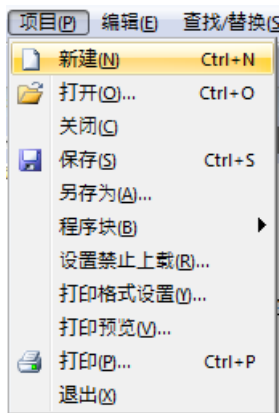 项目(P) 编辑(E) 查找/替换(S
新建(N) Ctrl+N
打开(O)... Ctrl+O
关闭(C)
保存(S) Ctrl+S
另存为(A)...
程序块(B)
设置禁止上载(R)...
打印格式设置(Y)...
打印预览(V)...
打印(P)... Ctrl+P
退出(X)